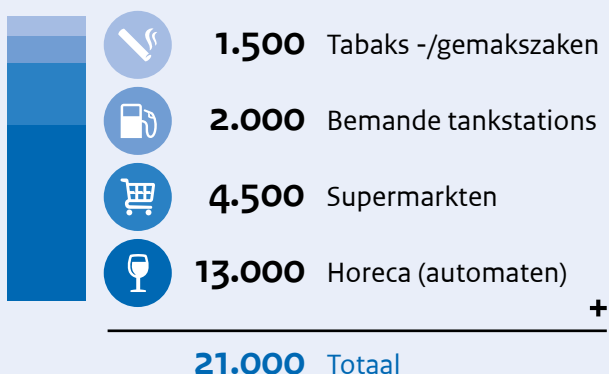 1.500 Tabaks -/gemakszaken
2.000 Bemande tankstations
4.500 Supermarkten
13.000 Horeca (automaten)
+
21.000 Totaal